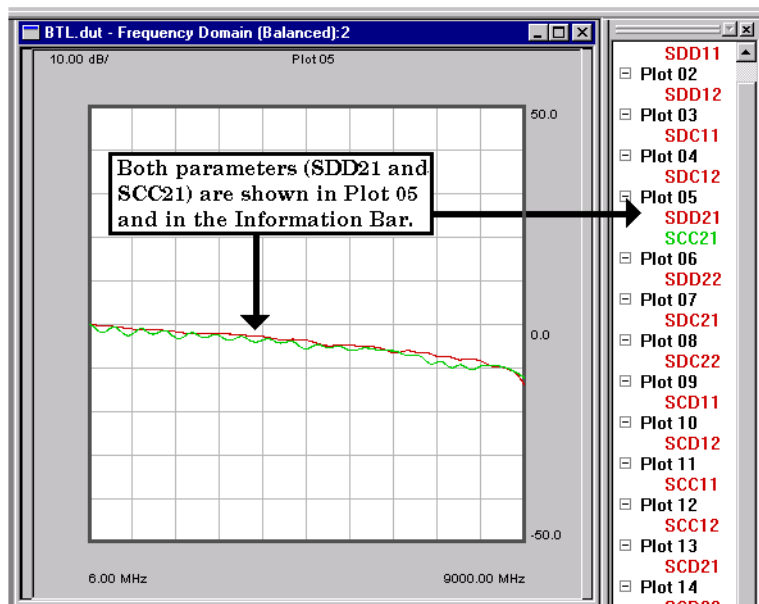 BTL.dut - Frequency Domain (Balanced):2
10.00 dB/
Plot 05
50.0
Both parameters (SDD21 and
SCC21) are shown in Plot 05
and in the Information Bar.
0.0
-50.0
6.00 MHz
9000.00 MHz
SDD11
Plot 02
SDD12
Plot 03
SDC11
Plot 04
SDC12
Plot 05
SDD21
SCC21
Plot 06
SDD22
Plot 07
SDC21
Plot 08
SDC22
Plot 09
SCD11
Plot 10
SCD12
Plot 11
SCC11
Plot 12
SCC12
Plot 13
SCD21
Plot 14